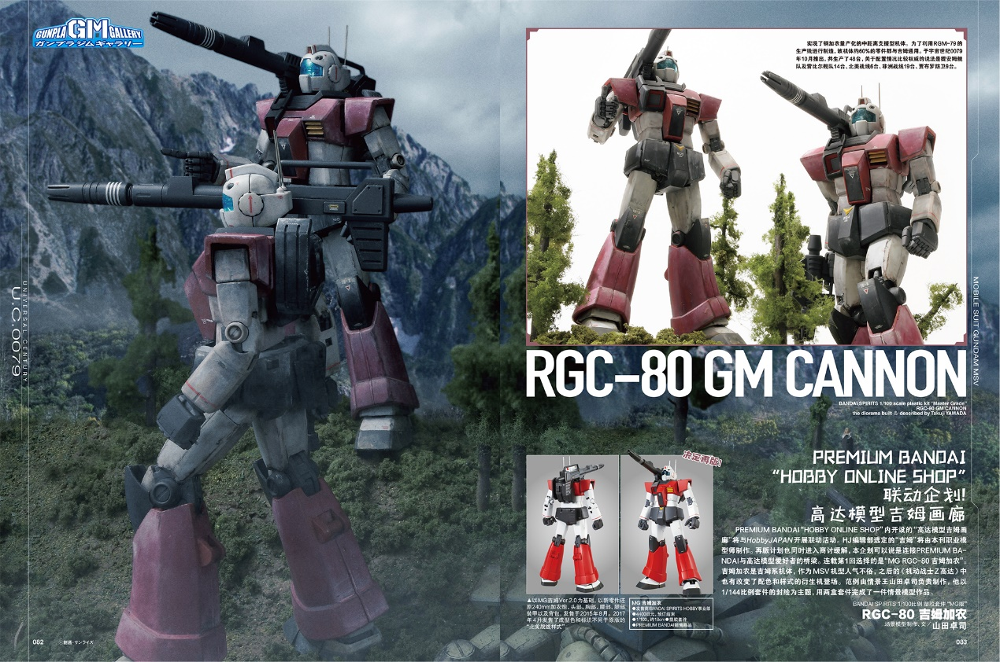 GUNPLA GM GALLERY
ガンプラジムギャラリー
UNIVERSAL CENTURY
U.C.0079
082
創通・サンライズ
实现了钢加农量产化的中距离支援型机体。为了利用RGM-79的
生产线进行制造，该机体约60%的零件都与吉姆通用。于宇宙世纪0079
年10月推出，共生产了48台，关于配置情况比较权威的说法是提安姆舰
队及雷比尔舰队14台、北美战线6台、非洲战线19台、贾布罗防卫9台。
MOBILE SUIT GUNDAM MSV
RGC-80 GM CANNON
BANDAI SPIRITS 1/100 scale plastic kit "Master Grade"
RGC-80 GM CANNON
the diorama built & described by Takuji YAMADA
决定再版!
PREMIUM BANDAI
"HOBBY ONLINE SHOP"
联动企划!
高达模型吉姆画廊
PREMIUM BANDAI"HOBBY ONLINE SHOP"内开设的"高达模型吉姆画
廊"将与HobbyJAPAN开展联动活动。HJ编辑部选定的"吉姆"将由本刊职业模
型师制作。再版计划也同时进入商讨缓解，本企划可以说是连接PREMIUM BA-
NDAI与高达模型爱好者的桥梁。连载第1回选择的是"MG RGC-80 吉姆加农"。
吉姆加农是吉姆系机体，作为MSV机型人气不俗，之后的《机动战士Z高达》中
也有改变了配色和样式的衍生机登场。范例由情景王山田卓司负责制作，他以
1/144比例套件的封绘为主题，用两盒套件完成了一件情景模型作品。
BANDAI SPIRITS 1/100比例 塑胶套件 "MG版"
RGC-80 吉姆加农
场景模型制作、文/山田卓司
▲以MG吉姆Ver.2.0为基础，以新零件还
原240mm加农炮、头部、胸部、腰部、腿部
装甲以及背包，发售于2015年8月。2017
年4月发售了成型色和标识不同于原版的
"北美战线样式"
MG 吉姆加农
●发售商/BANDAI SPIRITS HOBBY事业部
●4400日元，预订结束
●1/100，约18cm●塑胶套件
●PREMIUM BANDAI销售商品
083